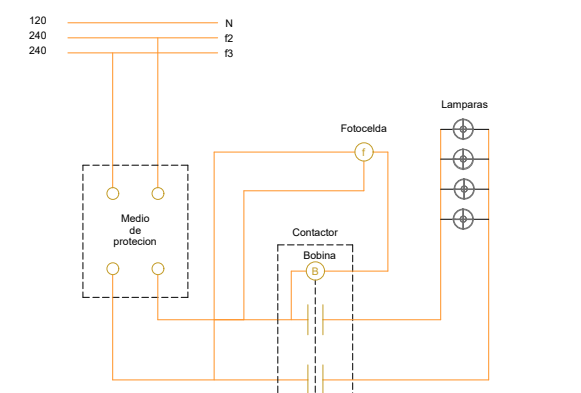 120
N
240
f2
240
f3
Lamparas
Fotocelda
f
Medio
de
protecion
Contactor
Bobina
B